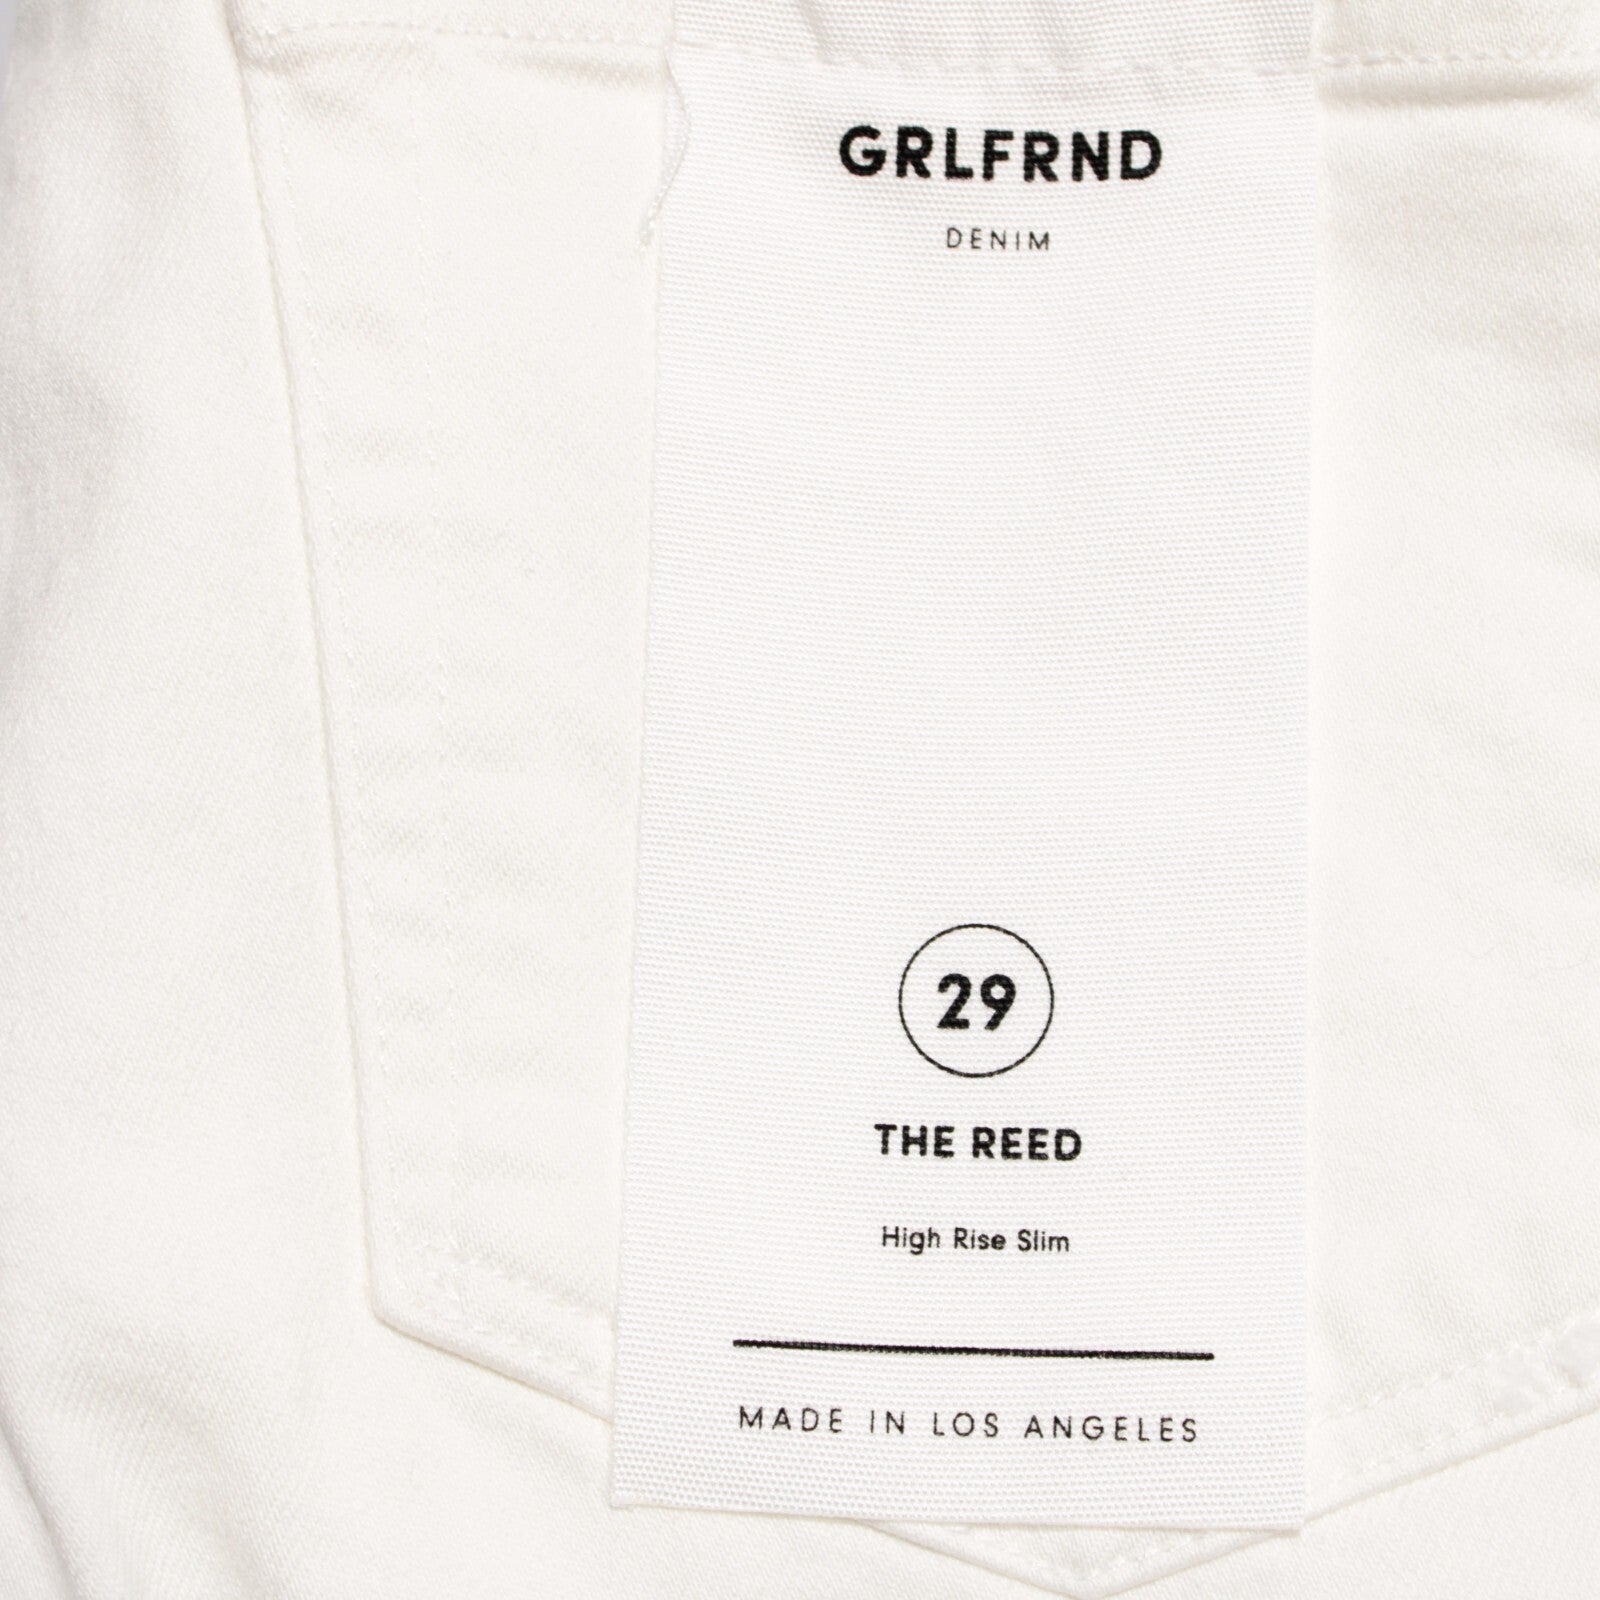 GRLFRND
DENIM
29
THE REED
High Rise Slim
MADE IN LOS ANGELES